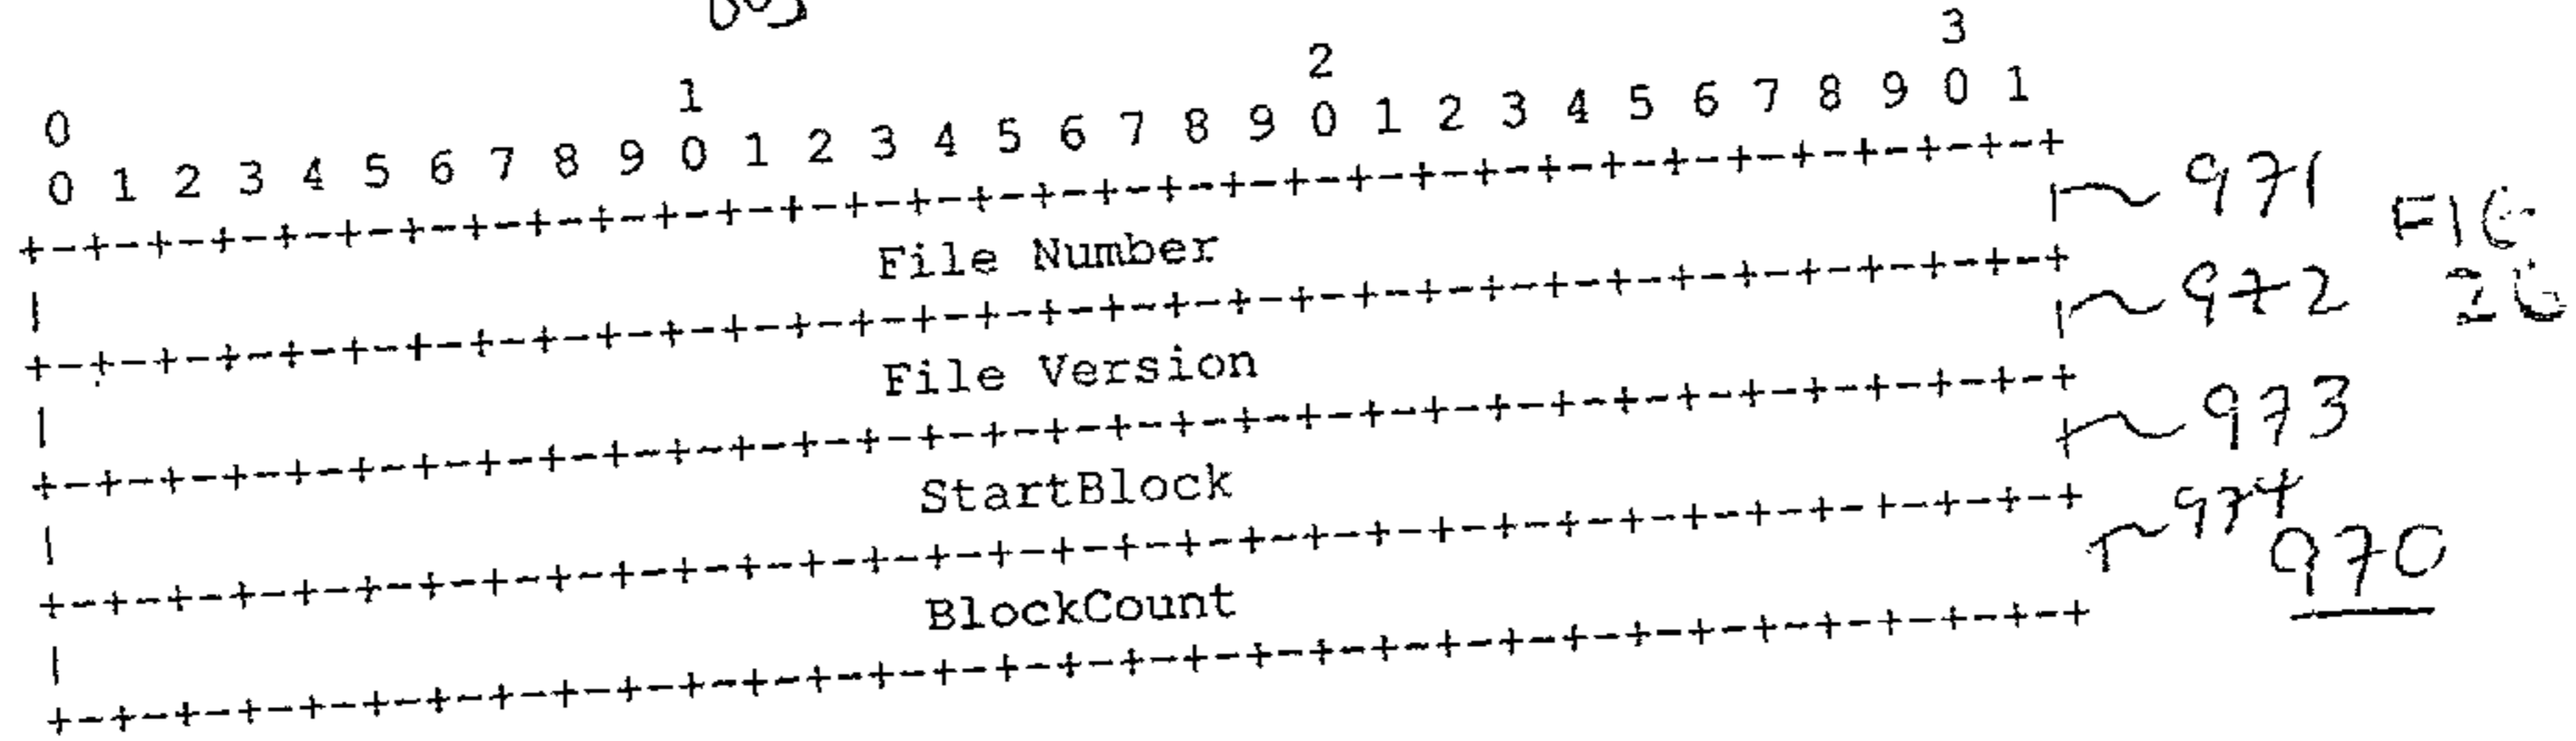 0                   1                   2                   3
0 1 2 3 4 5 6 7 8 9 0 1 2 3 4 5 6 7 8 9 0 1 2 3 4 5 6 7 8 9 0 1
+-+-+-+-+-+-+-+-+-+-+-+-+-+-+-+-+-+-+-+-+-+-+-+-+-+-+-+-+-+-+-+-+
| File Number |~971
+-+-+-+-+-+-+-+-+-+-+-+-+-+-+-+-+-+-+-+-+-+-+-+-+-+-+-+-+-+-+-+-+
| File Version |~972
+-+-+-+-+-+-+-+-+-+-+-+-+-+-+-+-+-+-+-+-+-+-+-+-+-+-+-+-+-+-+-+-+
| StartBlock ~973
+-+-+-+-+-+-+-+-+-+-+-+-+-+-+-+-+-+-+-+-+-+-+-+-+-+-+-+-+-+-+-+-+
| BlockCount ~974
+-+-+-+-+-+-+-+-+-+-+-+-+-+-+-+-+-+-+-+-+-+-+-+-+-+-+-+-+-+-+-+-+
970
FIG